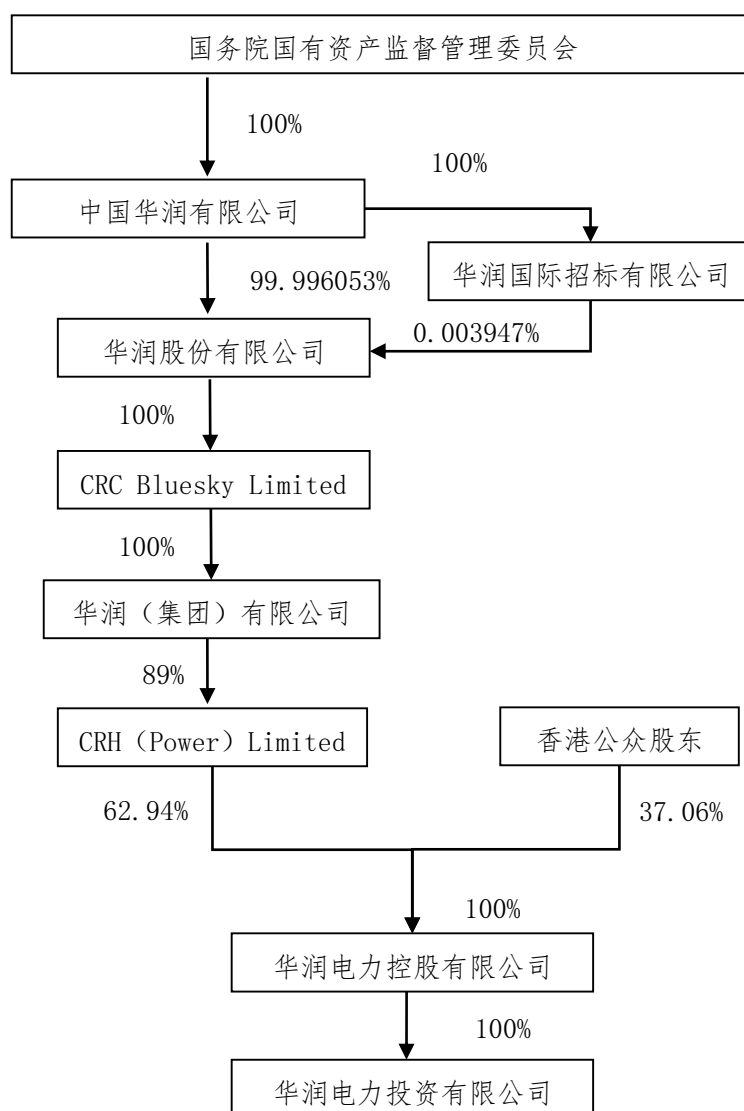 国务院国有资产监督管理委员会
100%
100%
中国华润有限公司
华润国际招标有限公司
99.996053%
0.003947%
华润股份有限公司
100%
CRC Bluesky Limited
100%
华润（集团）有限公司
89%
CRH（Power）Limited
香港公众股东
62.94%
37.06%
100%
华润电力控股有限公司
100%
华润电力投资有限公司